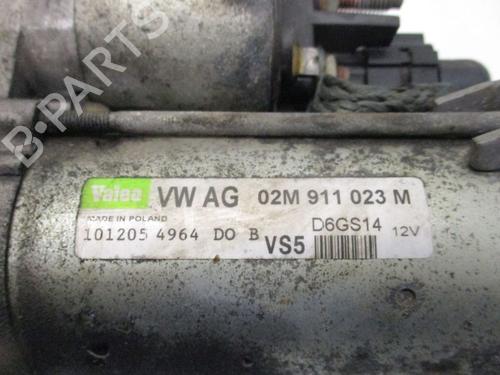 Valeo VW AG 02M 911 023 M
MADE IN POLAND
101205 4964 DO B VS5 D6GS14 12V
B-PARTS